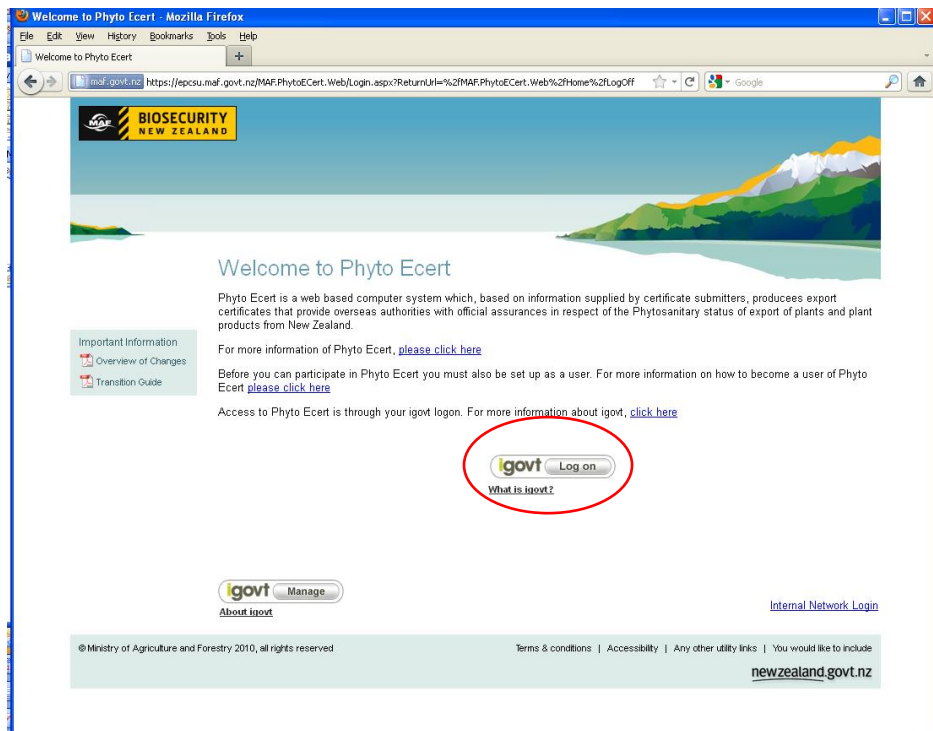 Welcome to Phyto Ecert - Mozilla Firefox
File Edit View History Bookmarks Tools Help
Welcome to Phyto Ecert +
maf.govt.nz https://epcsu.maf.govt.nz/MAF.PhytoECert.Web/Login.aspx?ReturnUrl=%2fMAF.PhytoECert.Web%2fHome%2fLogOff Google
MAF BIOSECURITY
NEW ZEALAND
Welcome to Phyto Ecert
Phyto Ecert is a web based computer system which, based on information supplied by certificate submitters, producees export
certificates that provide overseas authorities with official assurances in respect of the Phytosanitary status of export of plants and plant
products from New Zealand.
Important Information
Overview of Changes
Transition Guide
For more information of Phyto Ecert, please click here
Before you can participate in Phyto Ecert you must also be set up as a user. For more information on how to become a user of Phyto
Ecert please click here
Access to Phyto Ecert is through your igovt logon. For more information about igovt, click here
igovt Log on
What is igovt?
igovt Manage
About igovt
Internal Network Login
© Ministry of Agriculture and Forestry 2010, all rights reserved
Terms & conditions | Accessibility | Any other utility links | You would like to include
newzealand.govt.nz